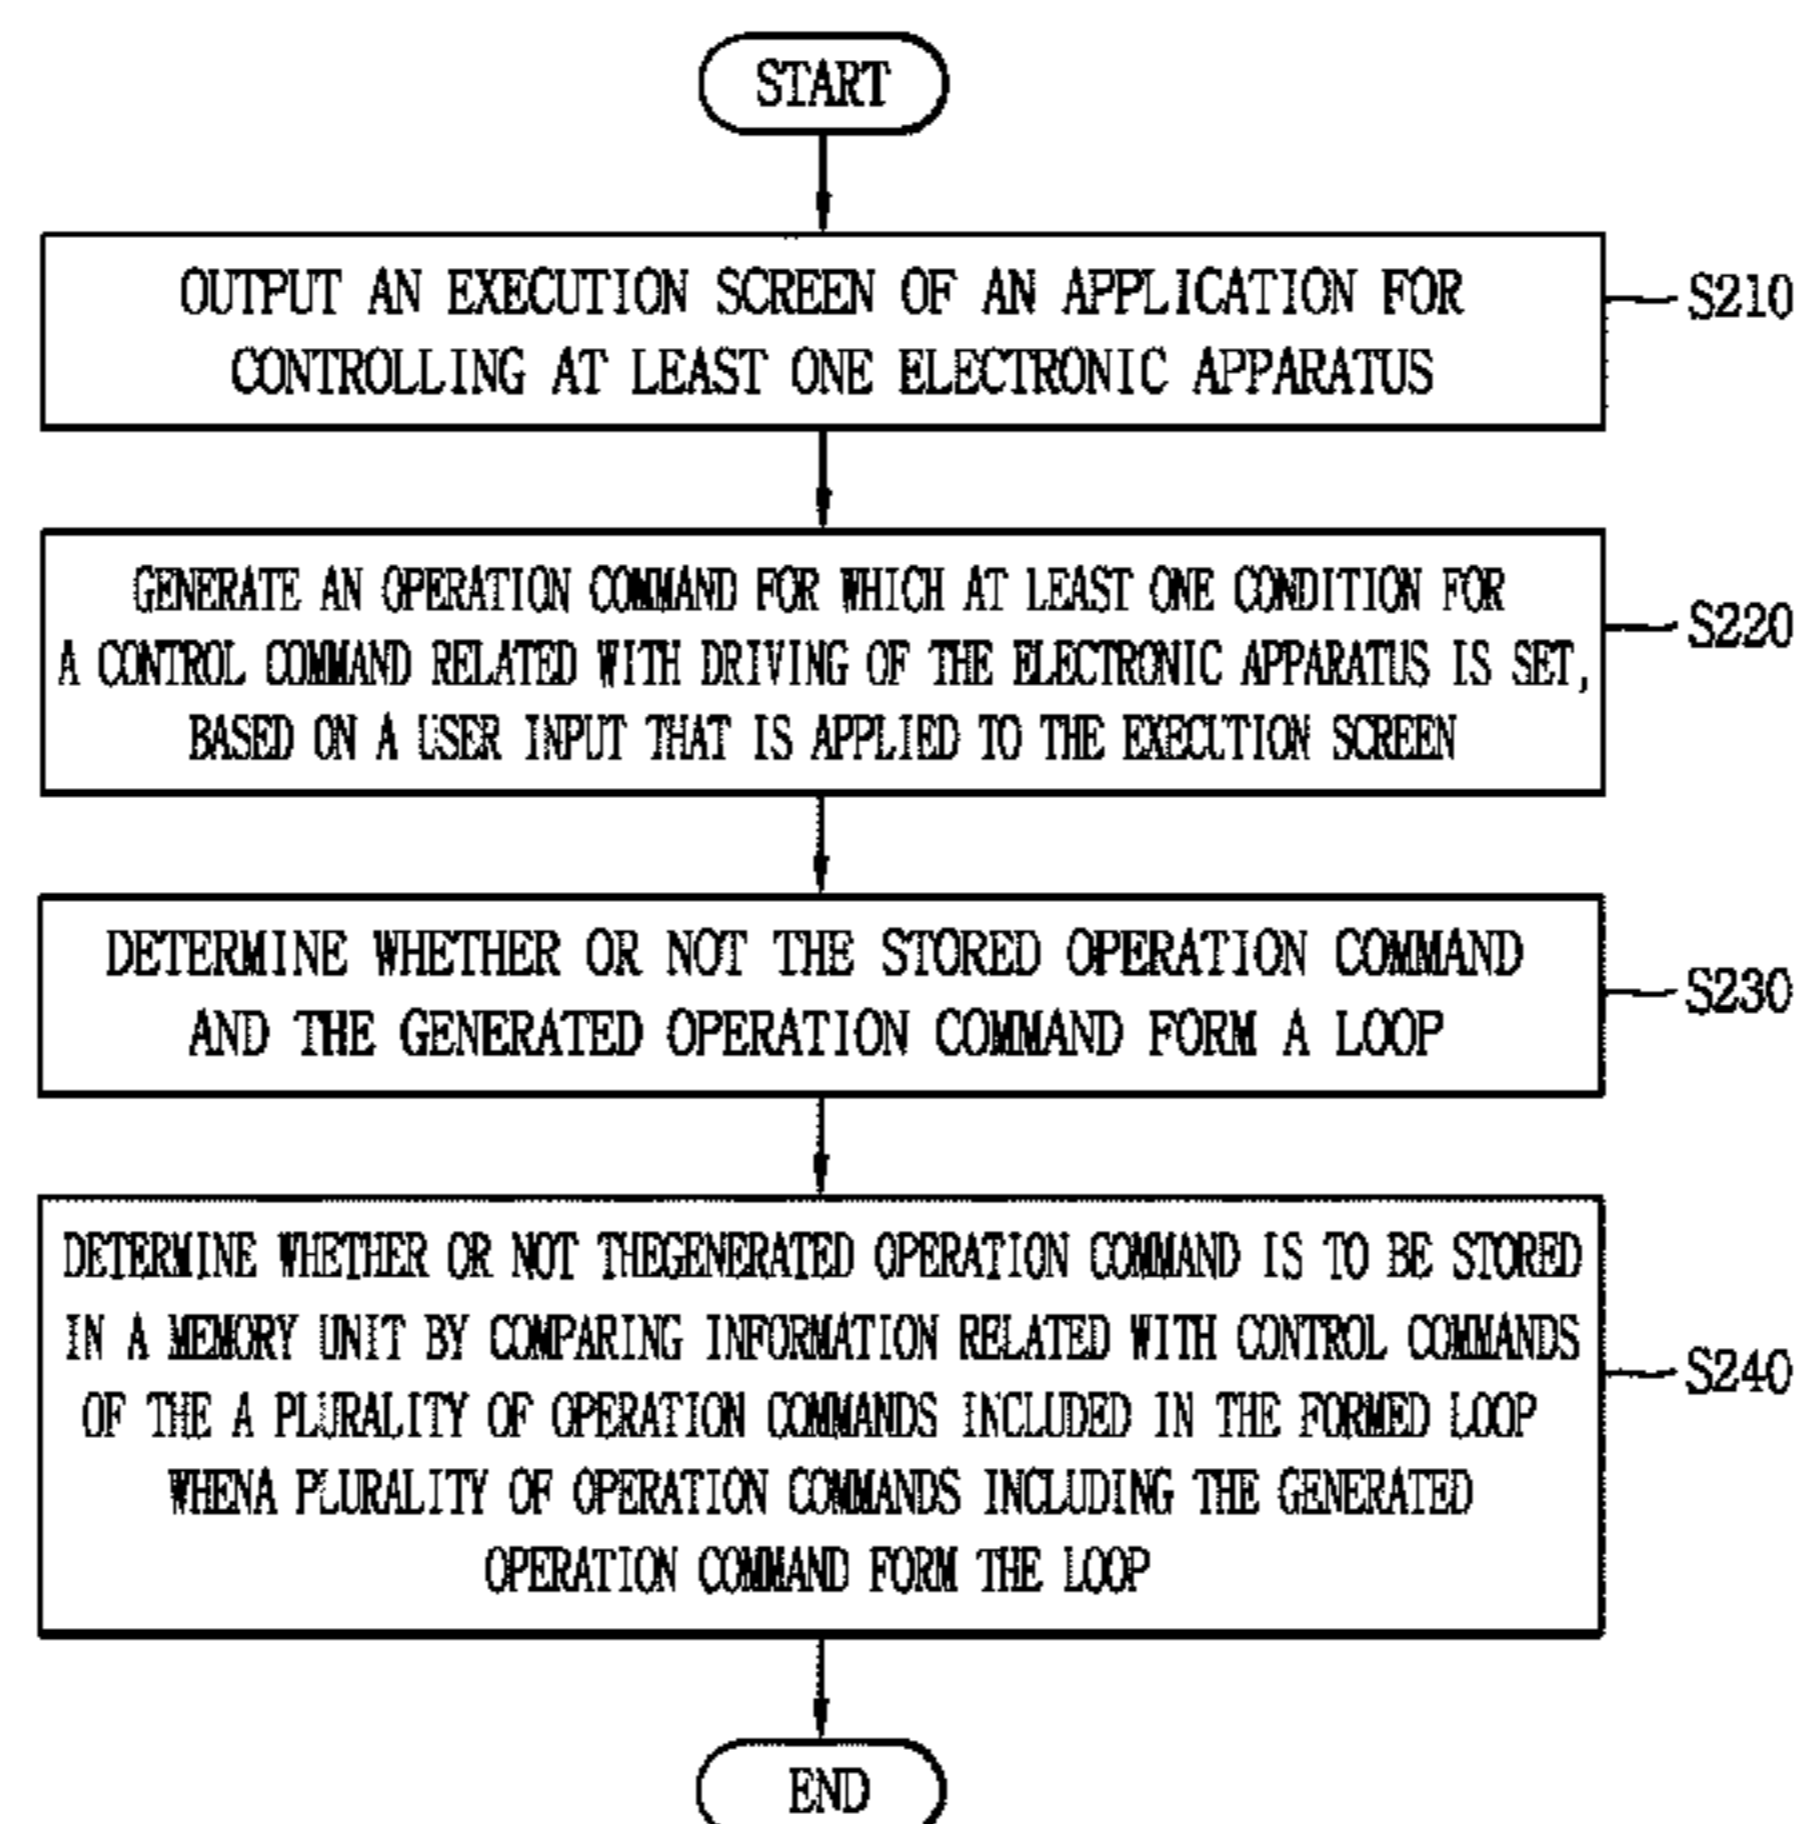 START
OUTPUT AN EXECUTION SCREEN OF AN APPLICATION FOR
CONTROLLING AT LEAST ONE ELECTRONIC APPARATUS
S210
GENERATE AN OPERATION COMMAND FOR WHICH AT LEAST ONE CONDITION FOR
A CONTROL COMMAND RELATED WITH DRIVING OF THE ELECTRONIC APPARATUS IS SET,
BASED ON A USER INPUT THAT IS APPLIED TO THE EXECUTION SCREEN
S220
DETERMINE WHETHER OR NOT THE STORED OPERATION COMMAND
AND THE GENERATED OPERATION COMMAND FORM A LOOP
S230
DETERMINE WHETHER OR NOT THEGENERATED OPERATION COMMAND IS TO BE STORED
IN A MEMORY UNIT BY COMPARING INFORMATION RELATED WITH CONTROL COMMANDS
OF THE A PLURALITY OF OPERATION COMMANDS INCLUDED IN THE FORMED LOOP
WHENA PLURALITY OF OPERATION COMMANDS INCLUDING THE GENERATED
OPERATION COMMAND FORM THE LOOP
S240
END